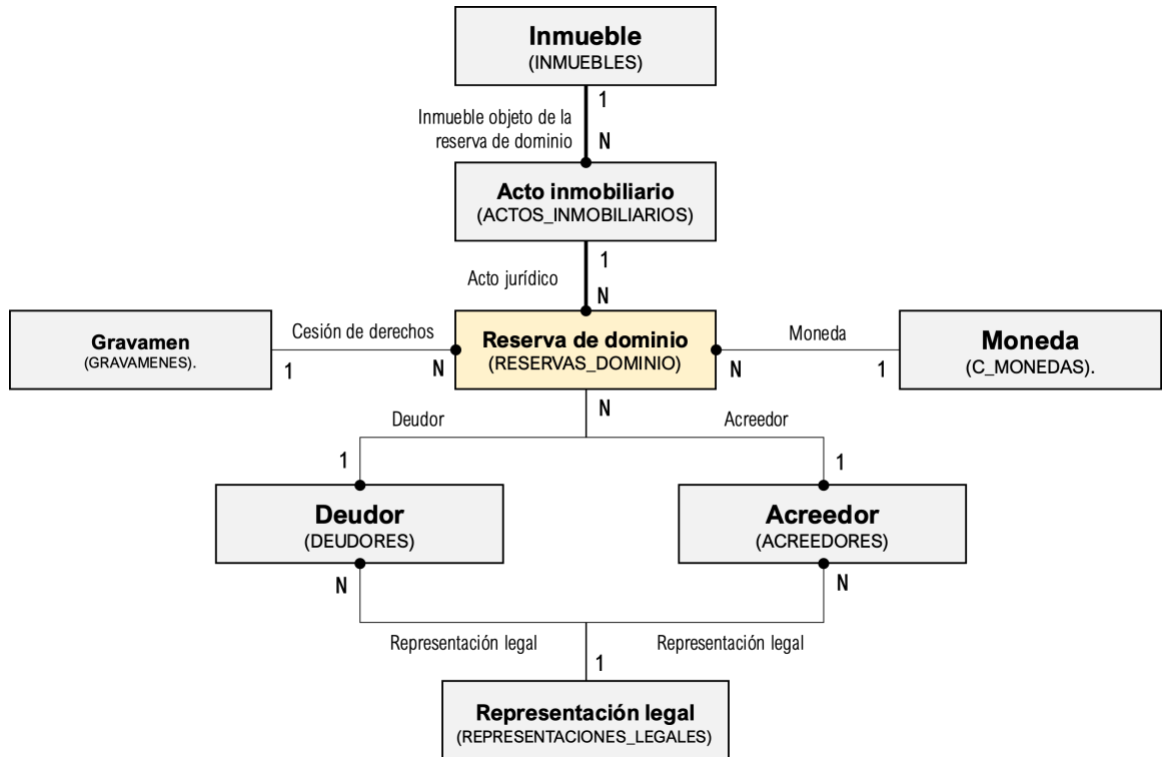 Inmueble
(INMUEBLES)
1
Inmueble objeto de la
reserva de dominio
N
Acto inmobiliario
(ACTOS_INMOBILIARIOS)
1
Acto jurídico
N
Gravamen
(GRAVAMENES).
Cesión de derechos
1
N
Reserva de dominio
(RESERVAS_DOMINIO)
Moneda
N
1
Moneda
(C_MONEDAS).
N
Deudor
Acreedor
1
1
Deudor
(DEUDORES)
Acreedor
(ACREEDORES)
N
N
Representación legal
Representación legal
1
Representación legal
(REPRESENTACIONES_LEGALES)